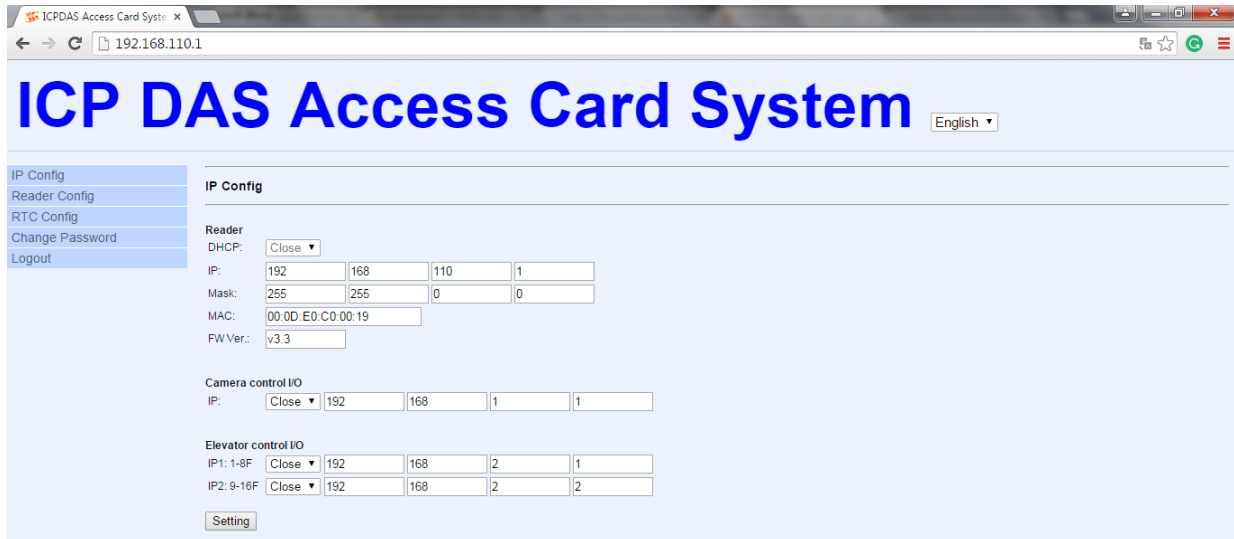 ICPDAS Access Card Syste
192.168.110.1
ICP DAS Access Card System English
IP Config
Reader Config
RTC Config
Change Password
Logout
IP Config
Reader
DHCP: Close
IP: 192 168 110 1
Mask: 255 255 0 0
MAC: 00:0D:E0:C0:00:19
FW Ver.: v3.3
Camera control I/O
IP: Close 192 168 1 1
Elevator control I/O
IP1: 1-8F Close 192 168 2 1
IP2: 9-16F Close 192 168 2 2
Setting